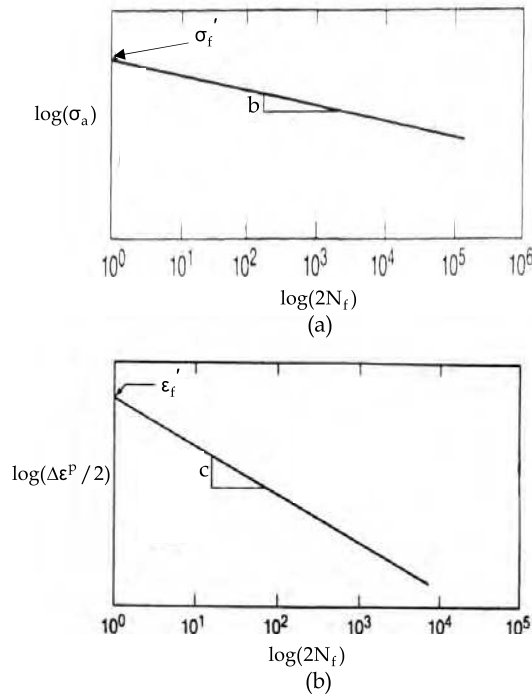 σf′
log(σa)
b
10⁰ 10¹ 10² 10³ 10⁴ 10⁵ 10⁶
log(2Nf)
(a)
εf′
log(Δεᵖ/2)
c
10⁰ 10¹ 10² 10³ 10⁴ 10⁵
log(2Nf)
(b)